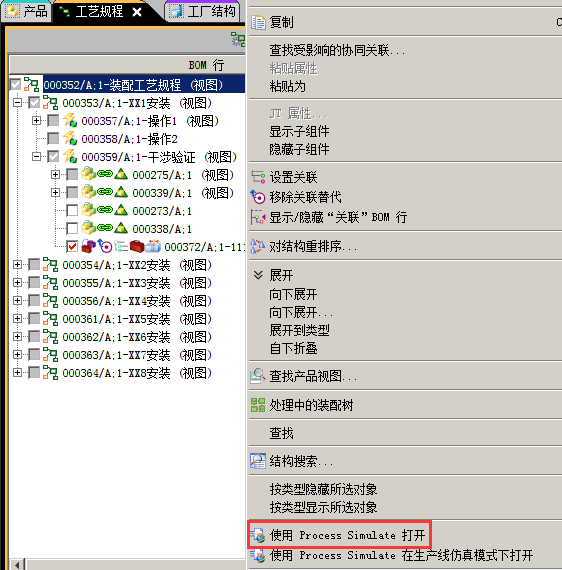 产品
工艺规程
工厂结构
BOM 行
000352/A;1-装配工艺规程 (视图)
000353/A;1-XX1安装 (视图)
000357/A;1-操作1 (视图)
000358/A;1-操作2
000359/A;1-干涉验证 (视图)
000275/A;1 (视图)
000339/A;1 (视图)
000273/A;1
000338/A;1
000372/A;1-11
000354/A;1-XX2安装 (视图)
000355/A;1-XX3安装 (视图)
000356/A;1-XX4安装 (视图)
000361/A;1-XX5安装 (视图)
000362/A;1-XX6安装 (视图)
000363/A;1-XX7安装 (视图)
000364/A;1-XX8安装 (视图)
复制
查找受影响的协同关联...
粘贴属性
粘贴为
JT 属性...
显示子组件
隐藏子组件
设置关联
移除关联替代
显示/隐藏“关联”BOM 行
对结构重排序...
展开
向下展开
向下展开...
展开到类型
自下折叠
查找产品视图...
处理中的装配树
查找
结构搜索...
按类型隐藏所选对象
按类型显示所选对象
使用 Process Simulate 打开
使用 Process Simulate 在生产线仿真模式下打开